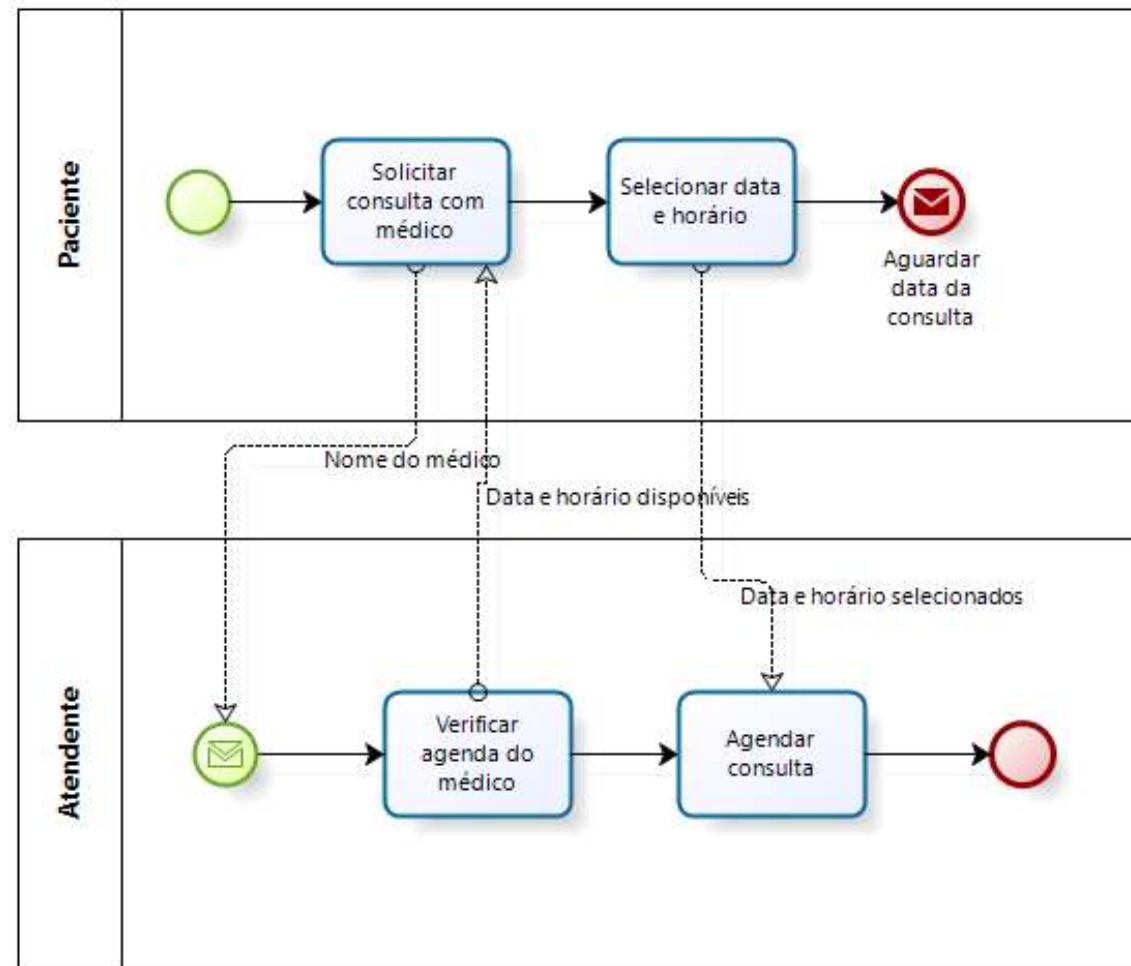 Paciente
Solicitar
consulta com
médico
Selecionar data
e horário
Aguardar
data da
consulta
Nome do médico
Data e horário disponíveis
Data e horário selecionados
Atendente
Verificar
agenda do
médico
Agendar
consulta